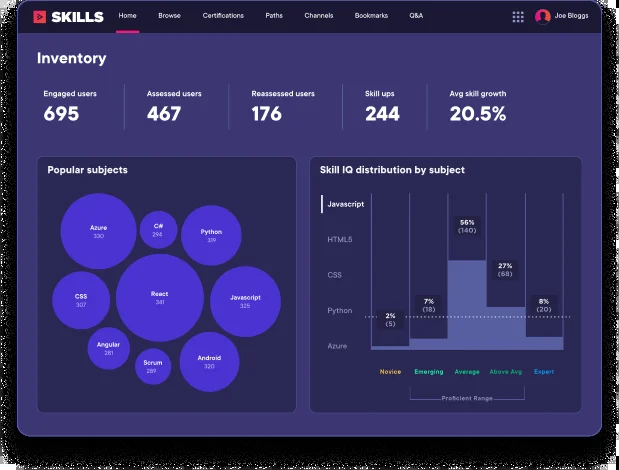 SKILLS
Home Browse Certifications Paths Channels Bookmarks Q&A
Joe Bloggs
Inventory
Engaged users
695
Assessed users
467
Reassessed users
176
Skill ups
244
Avg skill growth
20.5%
Popular subjects
Azure
330
C#
294
Python
319
CSS
307
React
341
Javascript
325
Angular
281
Scrum
289
Android
320
Skill IQ distribution by subject
Javascript
HTML5
CSS
Python
Azure
2%
(5)
7%
(18)
56%
(140)
27%
(68)
8%
(20)
Novice Emerging Average Above Avg Expert
Proficient Range